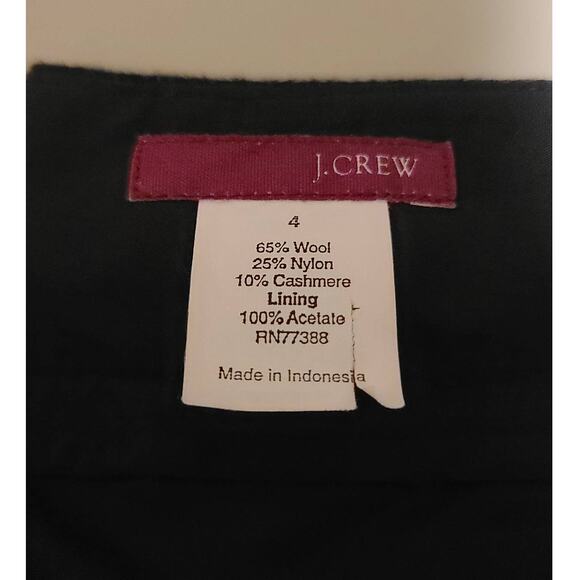 J.CREW
4
65% Wool
25% Nylon
10% Cashmere
Lining
100% Acetate
RN77388
Made in Indonesia